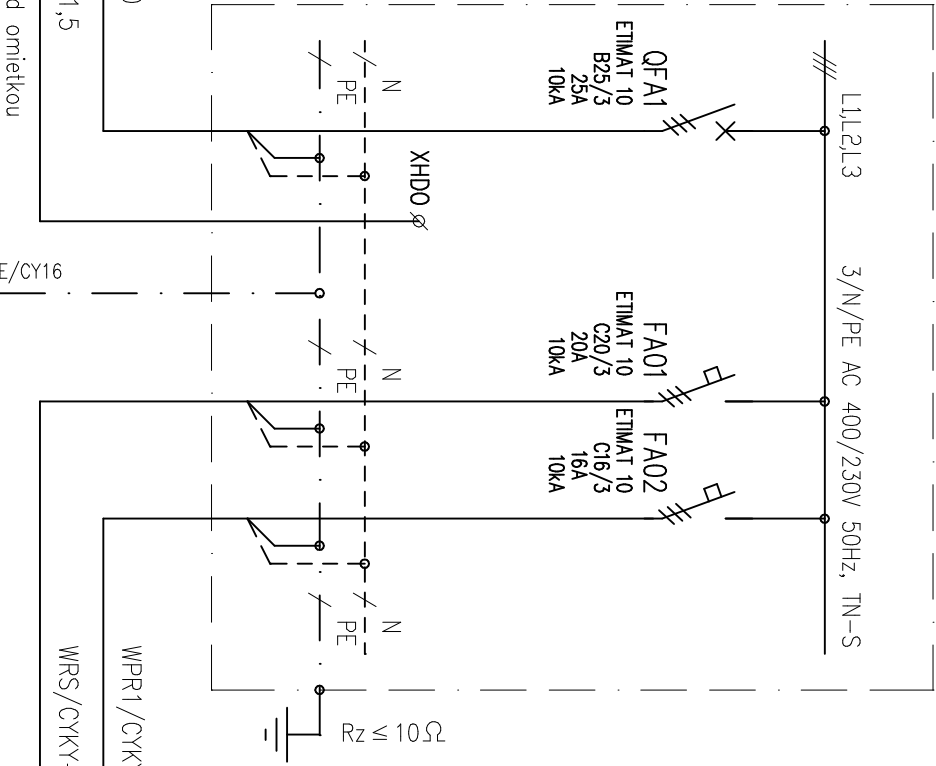 L1,L2,L3
3/N/PE AC 400/230V 50Hz, TN-S
QFA1
ETIMAT 10
B25/3
25A
10kA
FA01
ETIMAT 10
C20/3
20A
10kA
FA02
ETIMAT 10
C16/3
16A
10kA
XHDO
N
PE
N
PE
N
PE
Rz ≤ 10Ω
E/CY16
WPR1/CYKY
WRS/CYKY-
)
1,5
d omietkou